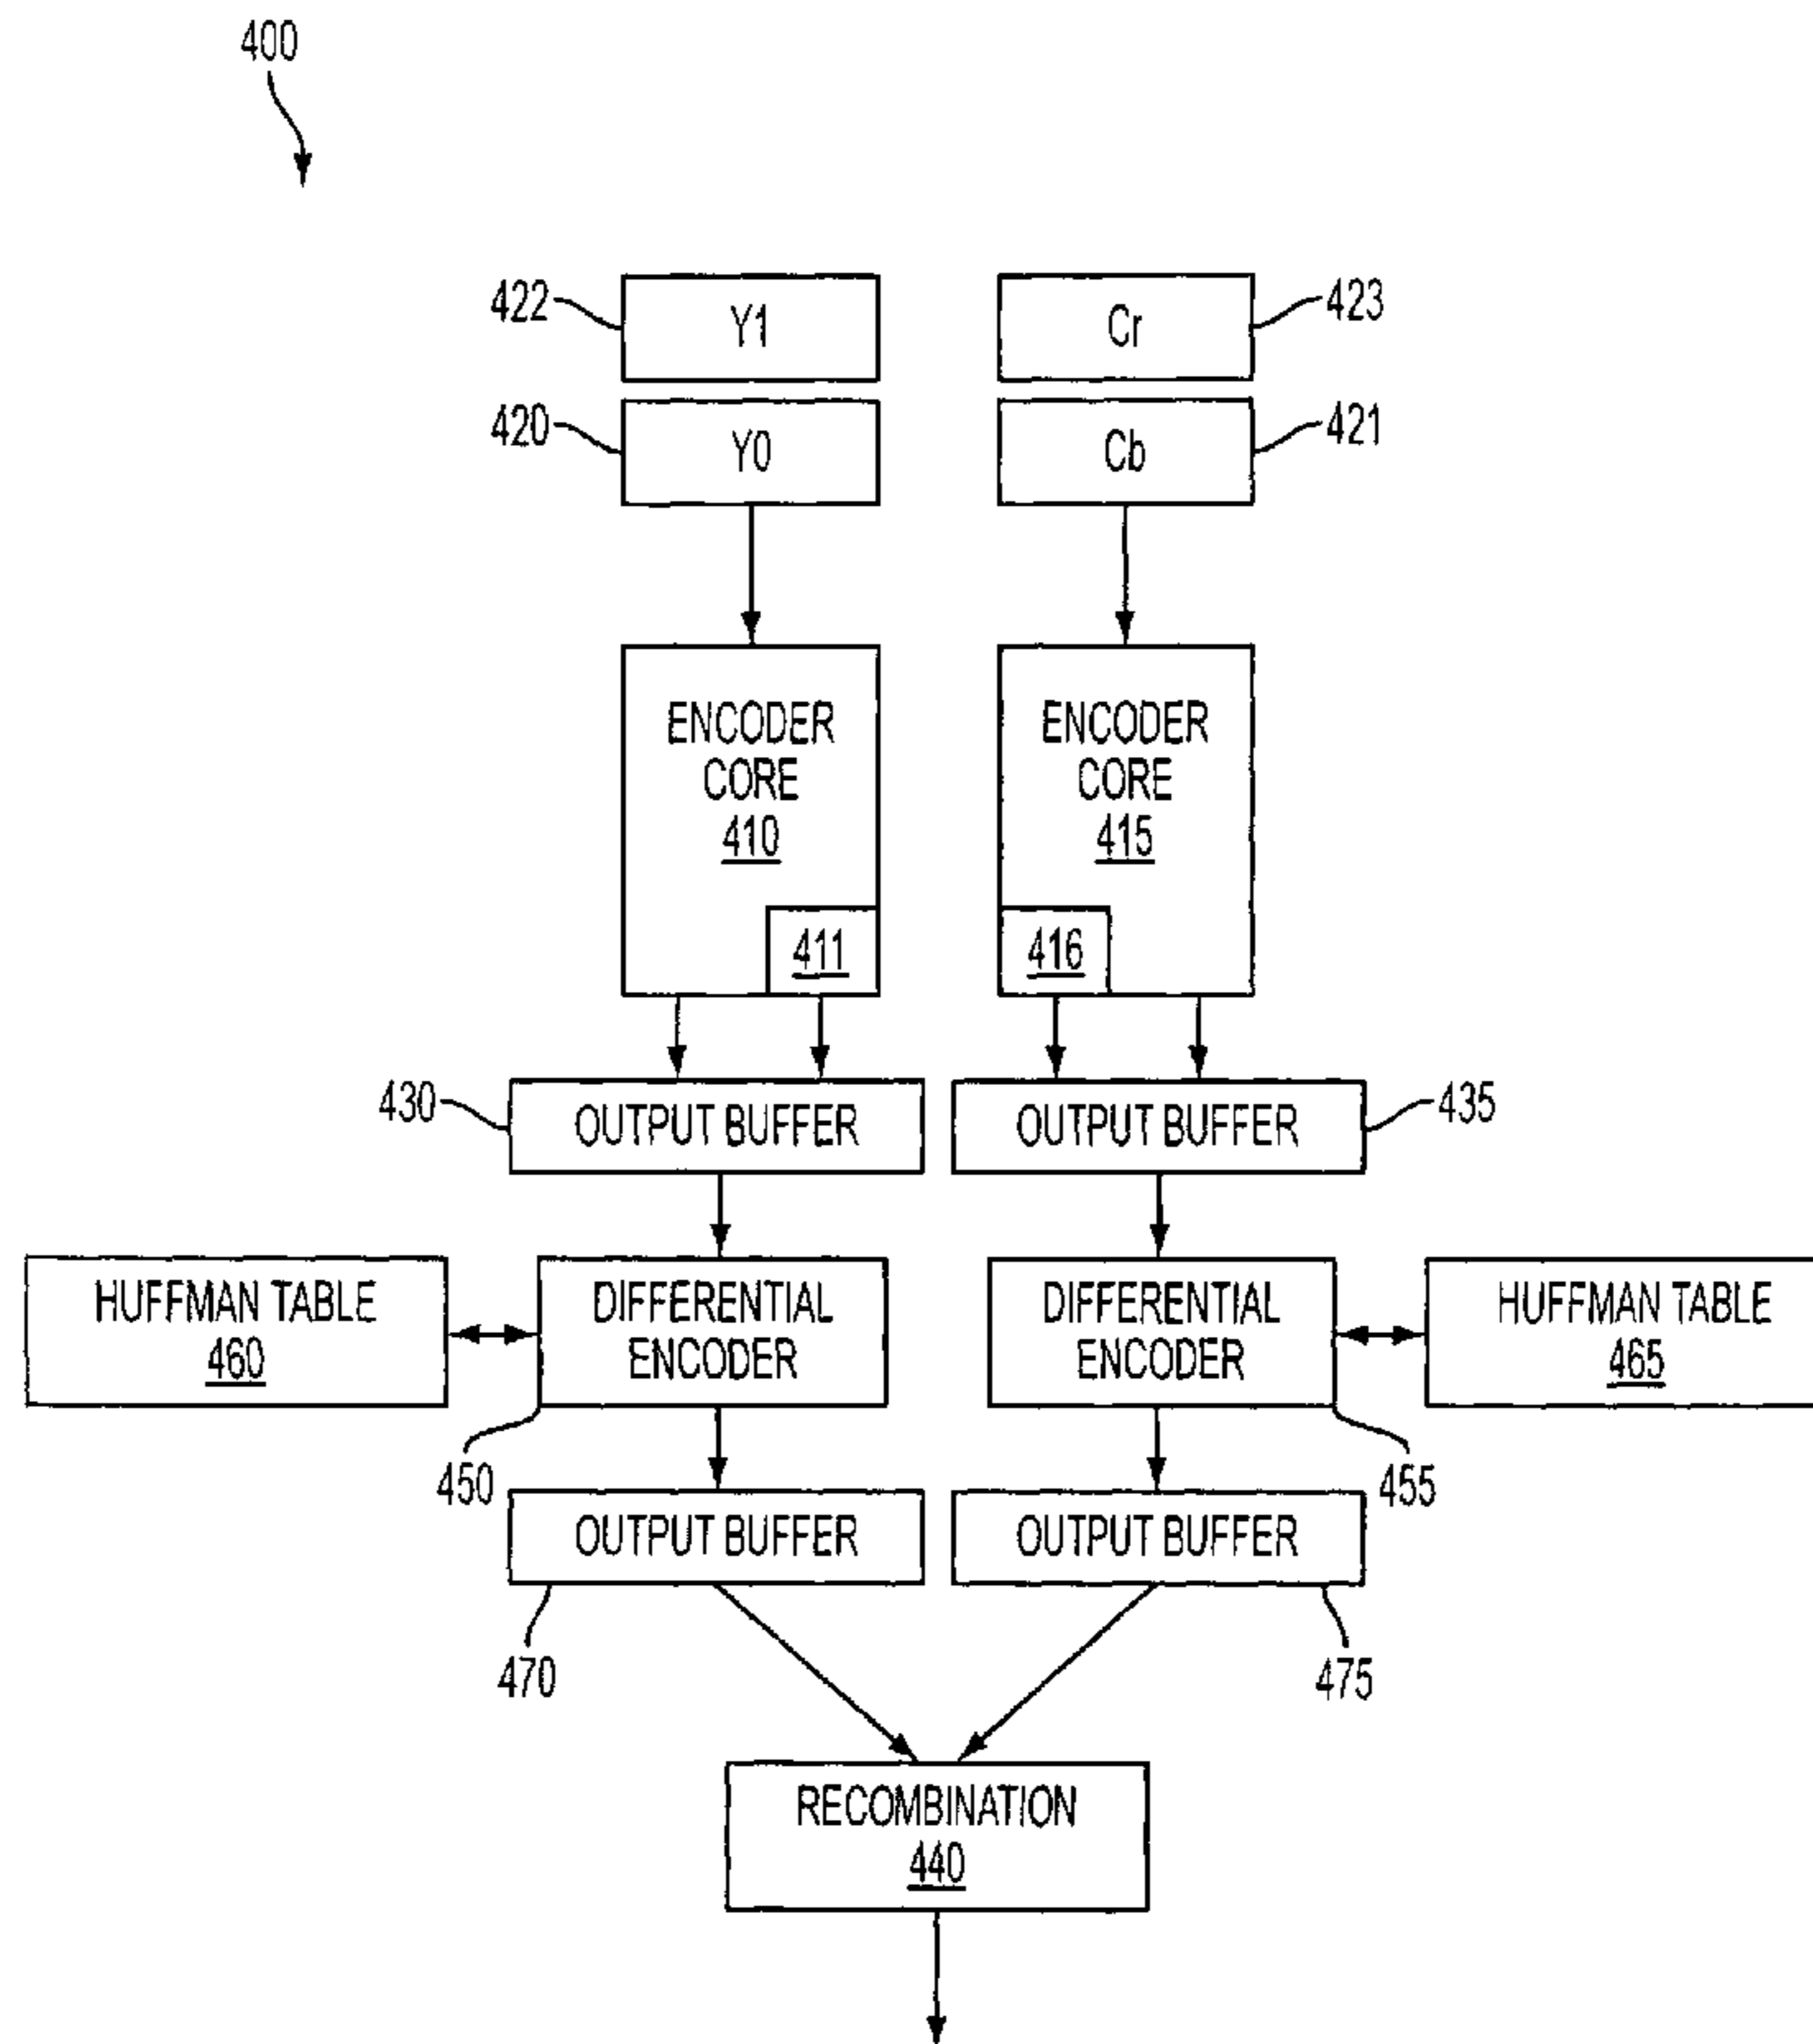 400
422
Y1
Cr
423
420
Y0
Cb
421
ENCODER
CORE
410
411
ENCODER
CORE
415
416
430
OUTPUT BUFFER
OUTPUT BUFFER
435
HUFFMAN TABLE
460
DIFFERENTIAL
ENCODER
DIFFERENTIAL
ENCODER
HUFFMAN TABLE
465
450
455
OUTPUT BUFFER
OUTPUT BUFFER
470
475
RECOMBINATION
440